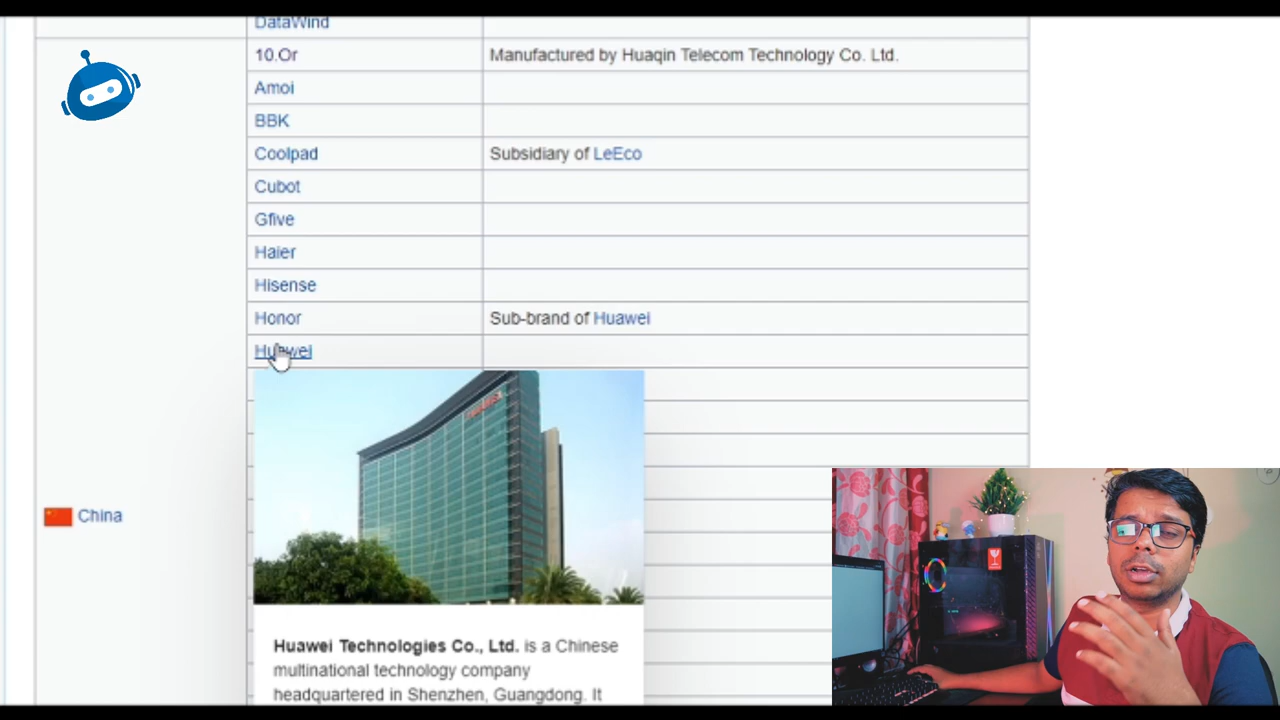 DataWind
10.Or Manufactured by Huaqin Telecom Technology Co. Ltd.
Amoi
BBK
Coolpad Subsidiary of LeEco
Cubot
Gfive
Haier
Hisense
Honor Sub-brand of Huawei
Huawei
China
Huawei Technologies Co., Ltd. is a Chinese
multinational technology company
headquartered in Shenzhen, Guangdong. It